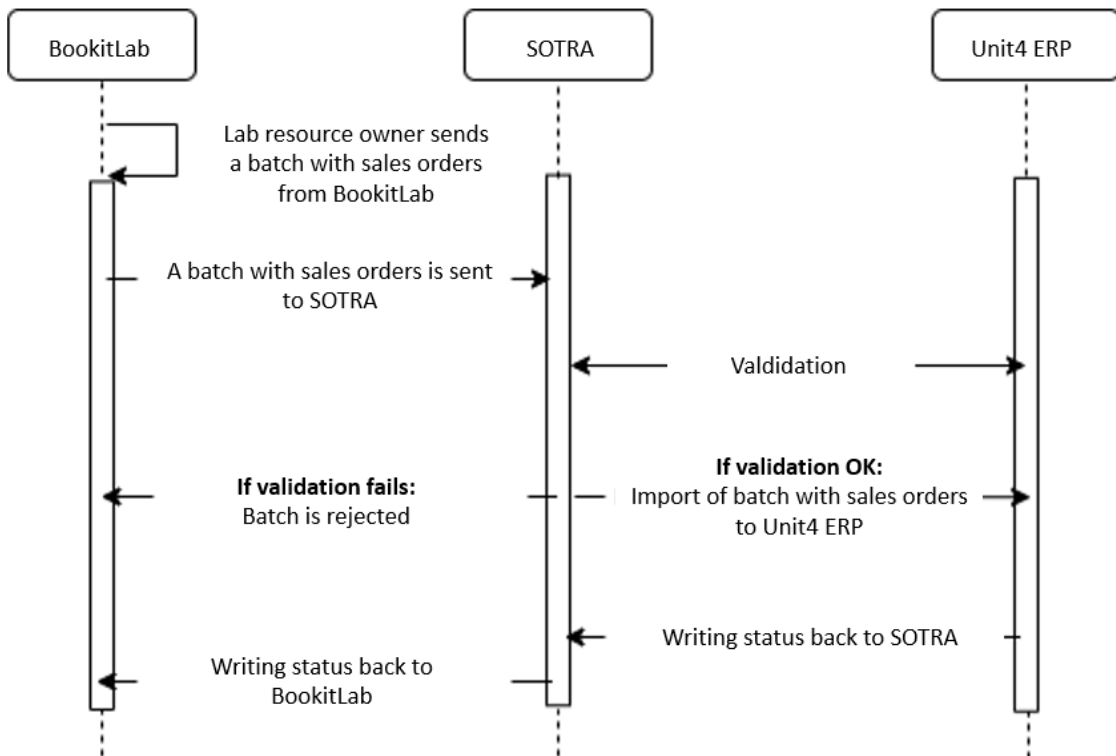 BookitLab
SOTRA
Unit4 ERP
Lab resource owner sends
a batch with sales orders
from BookitLab
A batch with sales orders is sent
to SOTRA
Valdidation
If validation fails:
Batch is rejected
If validation OK:
Import of batch with sales orders
to Unit4 ERP
Writing status back to SOTRA
Writing status back to
BookitLab